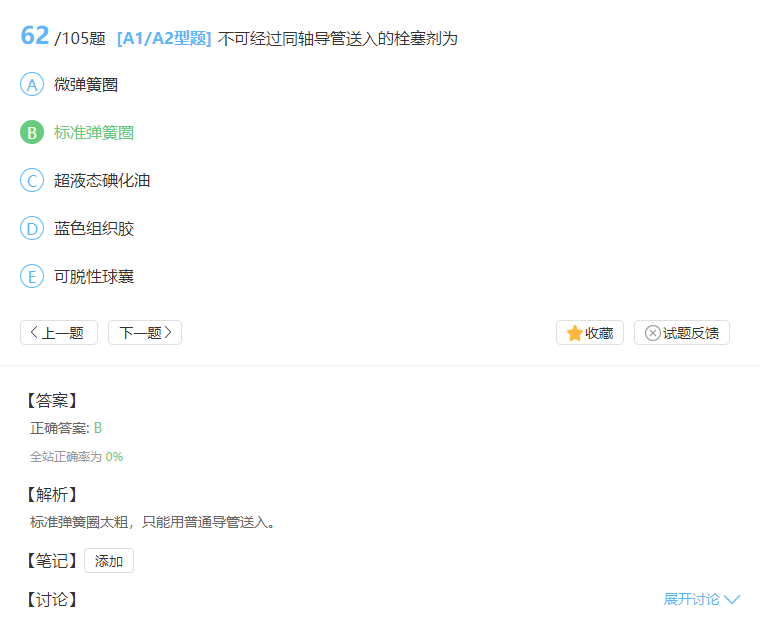 62 /105题 [A1/A2型题] 不可经过同轴导管送入的栓塞剂为
A 微弹簧圈
B 标准弹簧圈
C 超液态碘化油
D 蓝色组织胶
E 可脱性球囊
上一题 下一题 收藏 试题反馈
【答案】
正确答案: B
全站正确率为 0%
【解析】
标准弹簧圈太粗，只能用普通导管送入。
【笔记】 添加
【讨论】 展开讨论